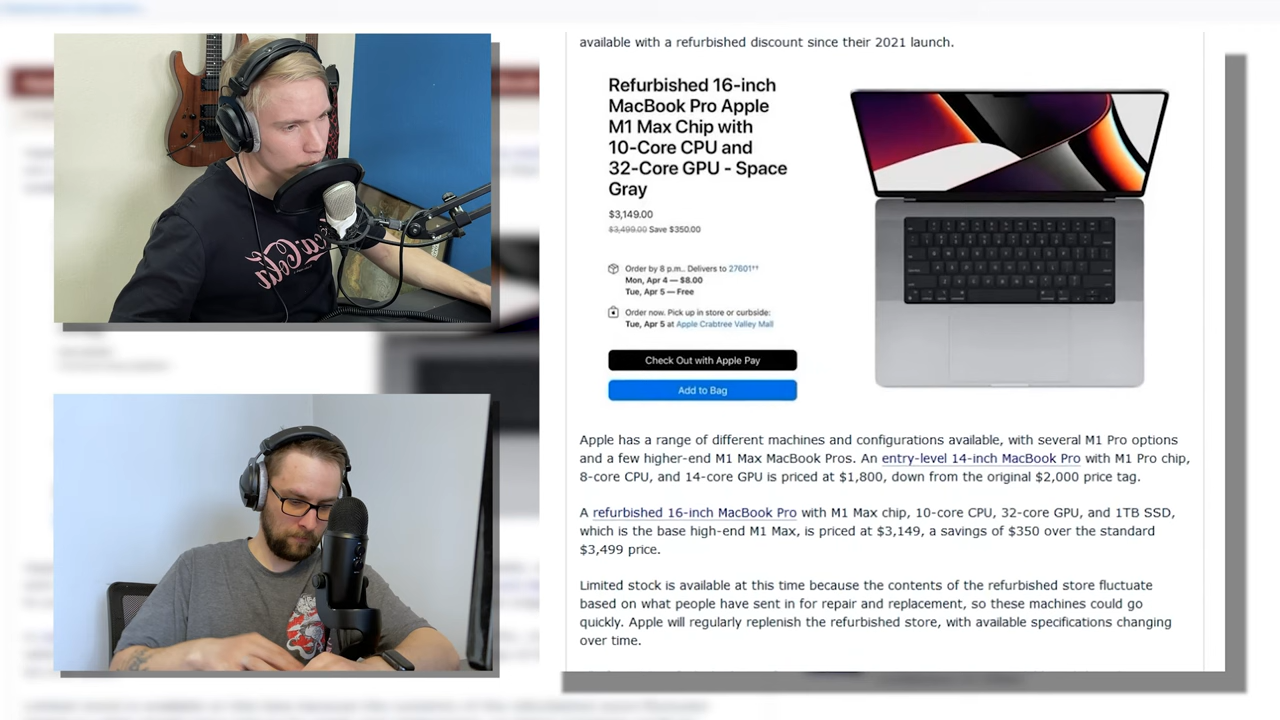 available with a refurbished discount since their 2021 launch.
Refurbished 16-inch
MacBook Pro Apple
M1 Max Chip with
10-Core CPU and
32-Core GPU - Space
Gray
$3,149.00
$3,499.00 Save $350.00
Order by 8 p.m.. Delivers to 27601††
Mon, Apr 4 — $8.00
Tue, Apr 5 — Free
Order now. Pick up in store or curbside:
Tue, Apr 5 at Apple Crabtree Valley Mall
Check Out with Apple Pay
Add to Bag
Apple has a range of different machines and configurations available, with several M1 Pro options
and a few higher-end M1 Max MacBook Pros. An entry-level 14-inch MacBook Pro with M1 Pro chip,
8-core CPU, and 14-core GPU is priced at $1,800, down from the original $2,000 price tag.
A refurbished 16-inch MacBook Pro with M1 Max chip, 10-core CPU, 32-core GPU, and 1TB SSD,
which is the base high-end M1 Max, is priced at $3,149, a savings of $350 over the standard
$3,499 price.
Limited stock is available at this time because the contents of the refurbished store fluctuate
based on what people have sent in for repair and replacement, so these machines could go
quickly. Apple will regularly replenish the refurbished store, with available specifications changing
over time.
Coca-Cola